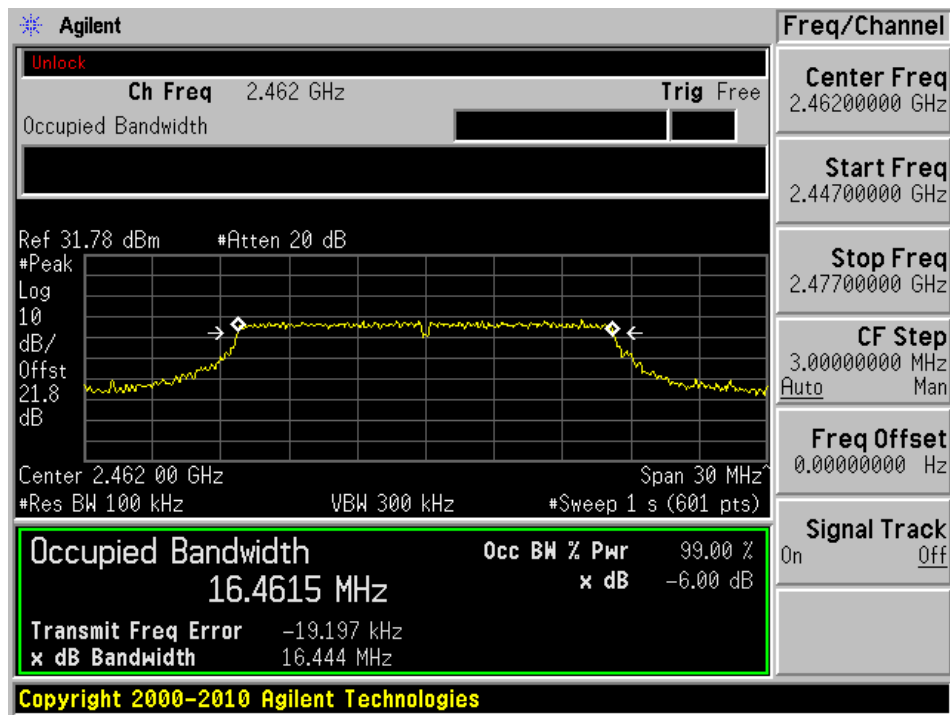 Agilent
Freq/Channel
Unlock
Ch Freq 2.462 GHz Trig Free
Occupied Bandwidth
Center Freq
2.46200000 GHz
Start Freq
2.44700000 GHz
Stop Freq
2.47700000 GHz
CF Step
3.00000000 MHz
Auto Man
Freq Offset
0.00000000 Hz
Signal Track
On Off
Ref 31.78 dBm #Atten 20 dB
#Peak
Log
10
dB/
Offst
21.8
dB
Center 2.462 00 GHz Span 30 MHz^
#Res BW 100 kHz VBW 300 kHz #Sweep 1 s (601 pts)
Occupied Bandwidth Occ BW % Pwr 99.00 %
16.4615 MHz x dB -6.00 dB
Transmit Freq Error -19.197 kHz
x dB Bandwidth 16.444 MHz
Copyright 2000-2010 Agilent Technologies